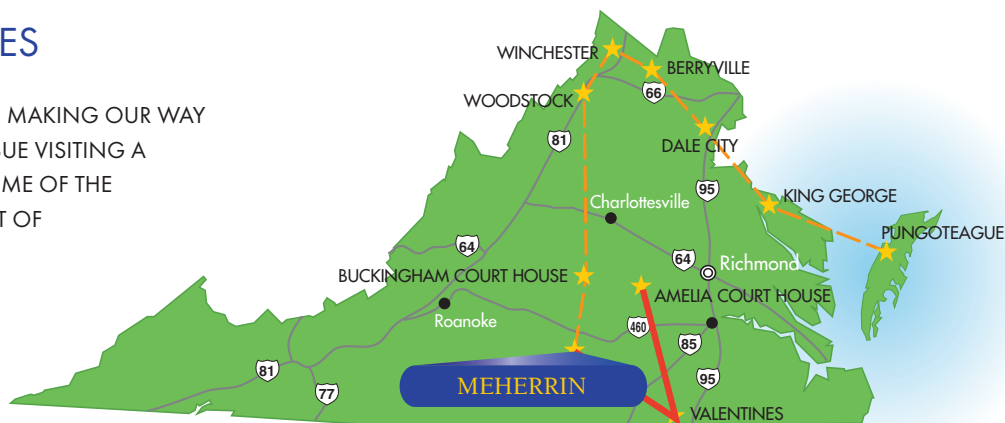 ES
MAKING OUR WAY
SUE VISITING A
ME OF THE
T OF
WINCHESTER
BERRYVILLE
66
WOODSTOCK
81
DALE CITY
95
KING GEORGE
Charlottesville
PUNGOTEAGUE
64
64
Richmond
BUCKINGHAM COURT HOUSE
AMELIA COURT HOUSE
Roanoke
460
85
81
77
MEHERRIN
95
VALENTINES